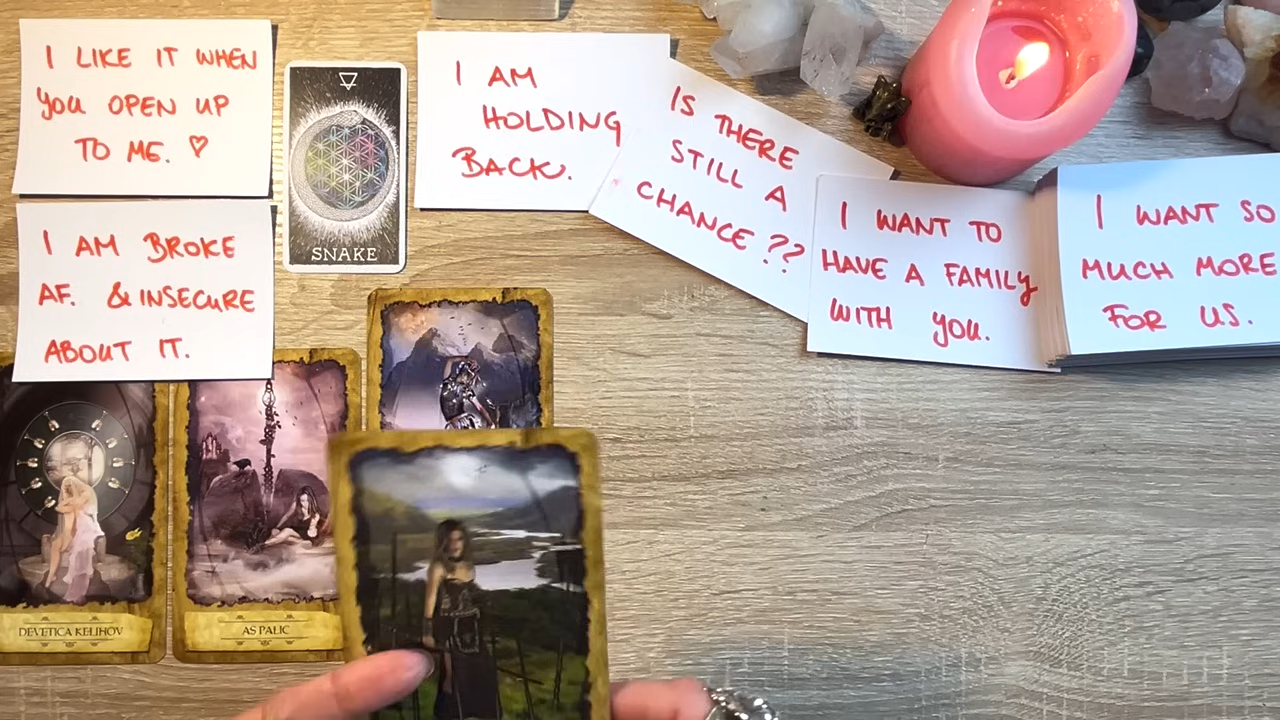 I LIKE IT WHEN
YOU OPEN UP
TO ME. ♡
I AM BROKE
AF. & INSECURE
ABOUT IT.
SNAKE
I AM
HOLDING
BACK.
IS THERE
STILL A
CHANCE ??
I WANT TO
HAVE A FAMILY
WITH YOU.
I WANT SO
MUCH MORE
FOR US.
DEVETICA KELIHOV
AS PALIC